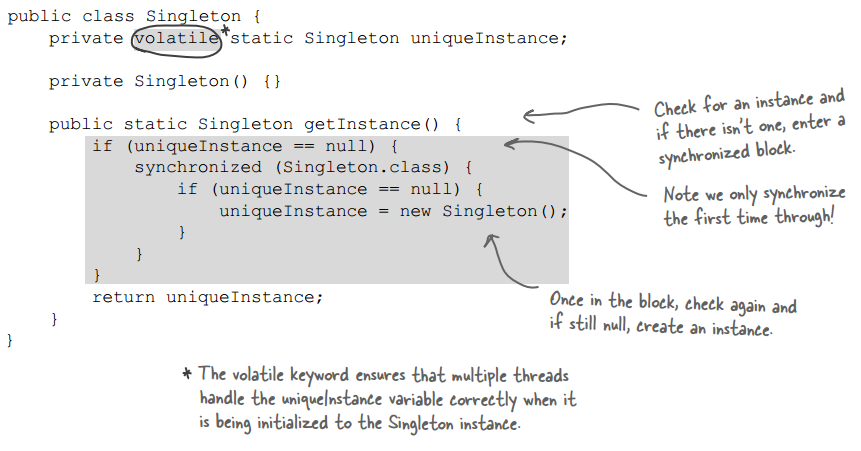 public class Singleton {
    private volatile* static Singleton uniqueInstance;
    private Singleton() {}
    public static Singleton getInstance() {
        if (uniqueInstance == null) {
            synchronized (Singleton.class) {
                if (uniqueInstance == null) {
                    uniqueInstance = new Singleton();
                }
            }
        }
        return uniqueInstance;
    }
}
Check for an instance and
if there isn't one, enter a
synchronized block.
Note we only synchronize
the first time through!
Once in the block, check again and
if still null, create an instance.
* The volatile keyword ensures that multiple threads
handle the uniqueInstance variable correctly when it
is being initialized to the Singleton instance.